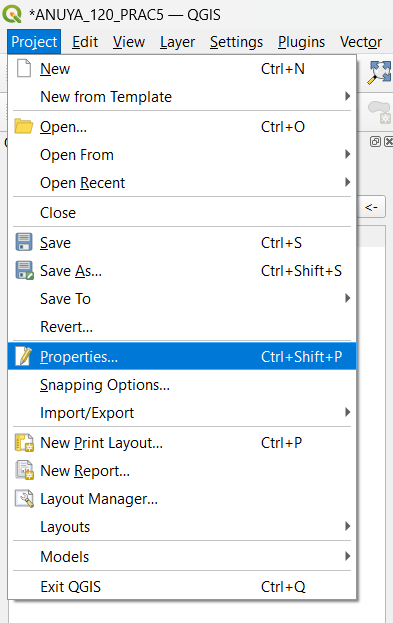 *ANUYA_120_PRAC5 — QGIS
Project Edit View Layer Settings Plugins Vector
New Ctrl+N
New from Template
Open... Ctrl+O
Open From
Open Recent
Close
<-
Save Ctrl+S
Save As... Ctrl+Shift+S
Save To
Revert...
Properties... Ctrl+Shift+P
Snapping Options...
Import/Export
New Print Layout... Ctrl+P
New Report...
Layout Manager...
Layouts
Models
Exit QGIS Ctrl+Q